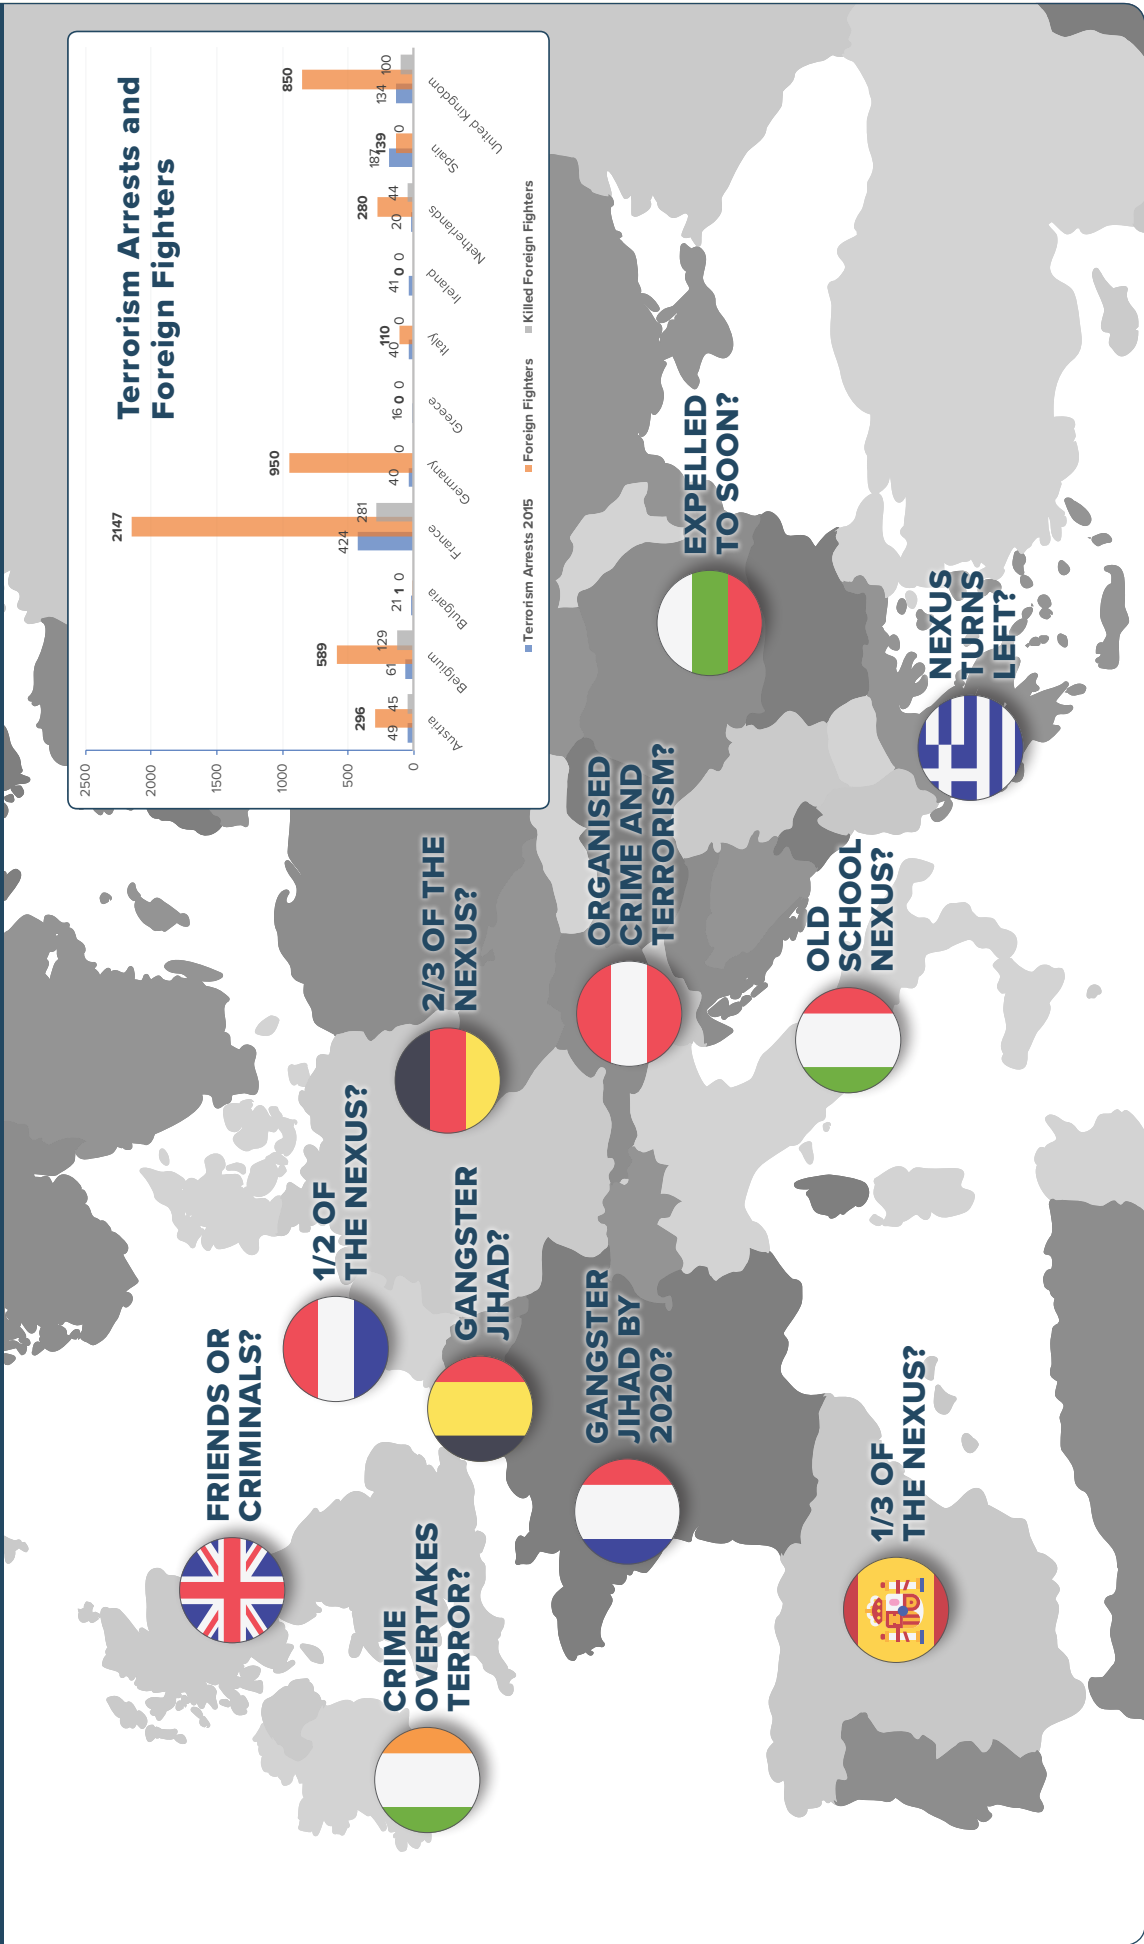 Terrorism Arrests and
Foreign Fighters
2500
2000
1500
1000
500
0
49
296
45
61
589
129
21
1
0
424
2147
281
40
950
0
16
0
0
40
110
0
41
0
0
20
280
44
187
139
0
134
850
100
Austria
Belgium
Bulgaria
France
Germany
Greece
Italy
Ireland
Netherlands
Spain
United Kingdom
Terrorism Arrests 2015
Foreign Fighters
Killed Foreign Fighters
FRIENDS OR
CRIMINALS?
1/2 OF
THE NEXUS?
2/3 OF THE
NEXUS?
CRIME
OVERTAKES
TERROR?
GANGSTER
JIHAD?
GANGSTER
JIHAD BY
2020?
ORGANISED
CRIME AND
TERRORISM?
EXPELLED
TO SOON?
OLD
SCHOOL
NEXUS?
1/3 OF
THE NEXUS?
NEXUS
TURNS
LEFT?